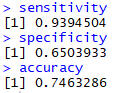 > sensitivity
[1] 0.9394504
> specificity
[1] 0.6503933
> accuracy
[1] 0.7463286